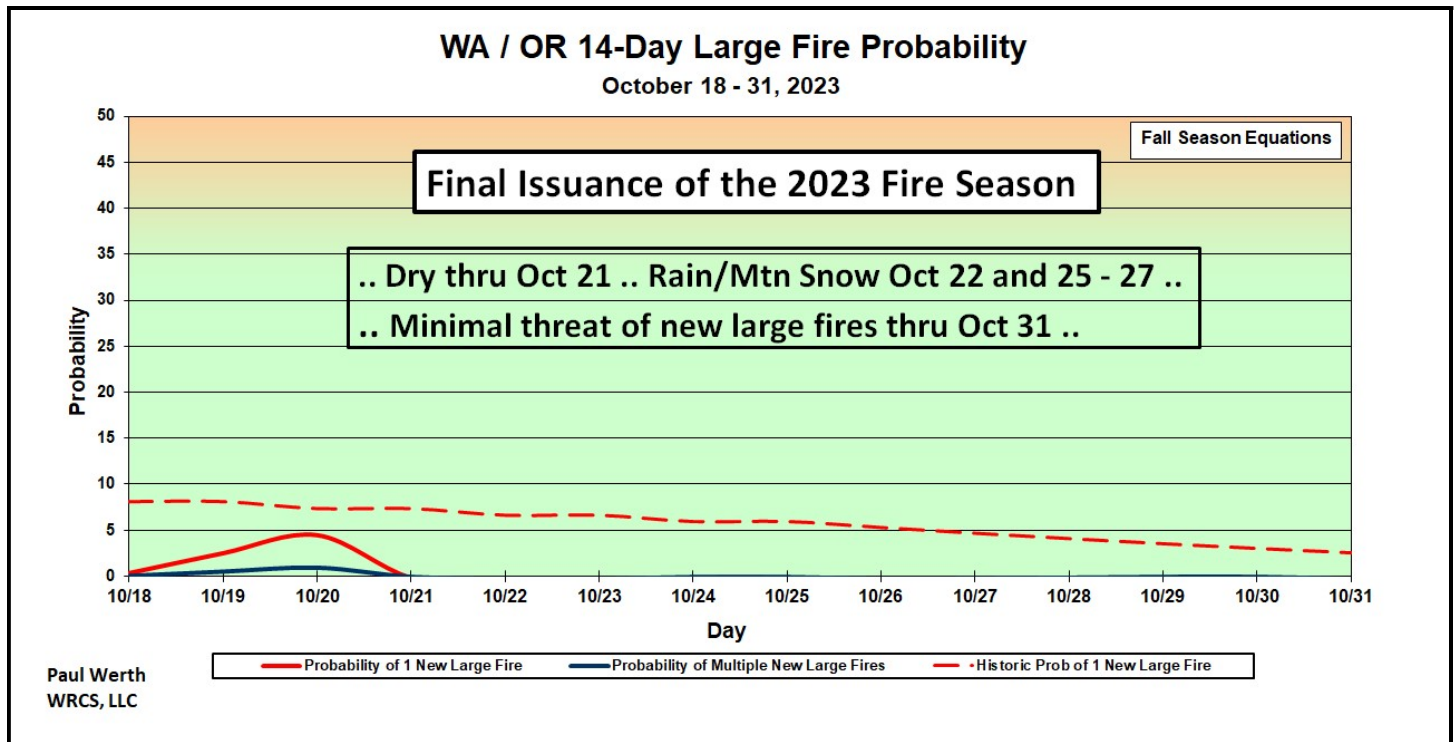 WA / OR 14-Day Large Fire Probability
October 18 - 31, 2023
Fall Season Equations
Final Issuance of the 2023 Fire Season
.. Dry thru Oct 21 .. Rain/Mtn Snow Oct 22 and 25 - 27 ..
.. Minimal threat of new large fires thru Oct 31 ..
Probability
50
45
40
35
30
25
20
15
10
5
0
10/18 10/19 10/20 10/21 10/22 10/23 10/24 10/25 10/26 10/27 10/28 10/29 10/30 10/31
Day
Probability of 1 New Large Fire Probability of Multiple New Large Fires Historic Prob of 1 New Large Fire
Paul Werth
WRCS, LLC